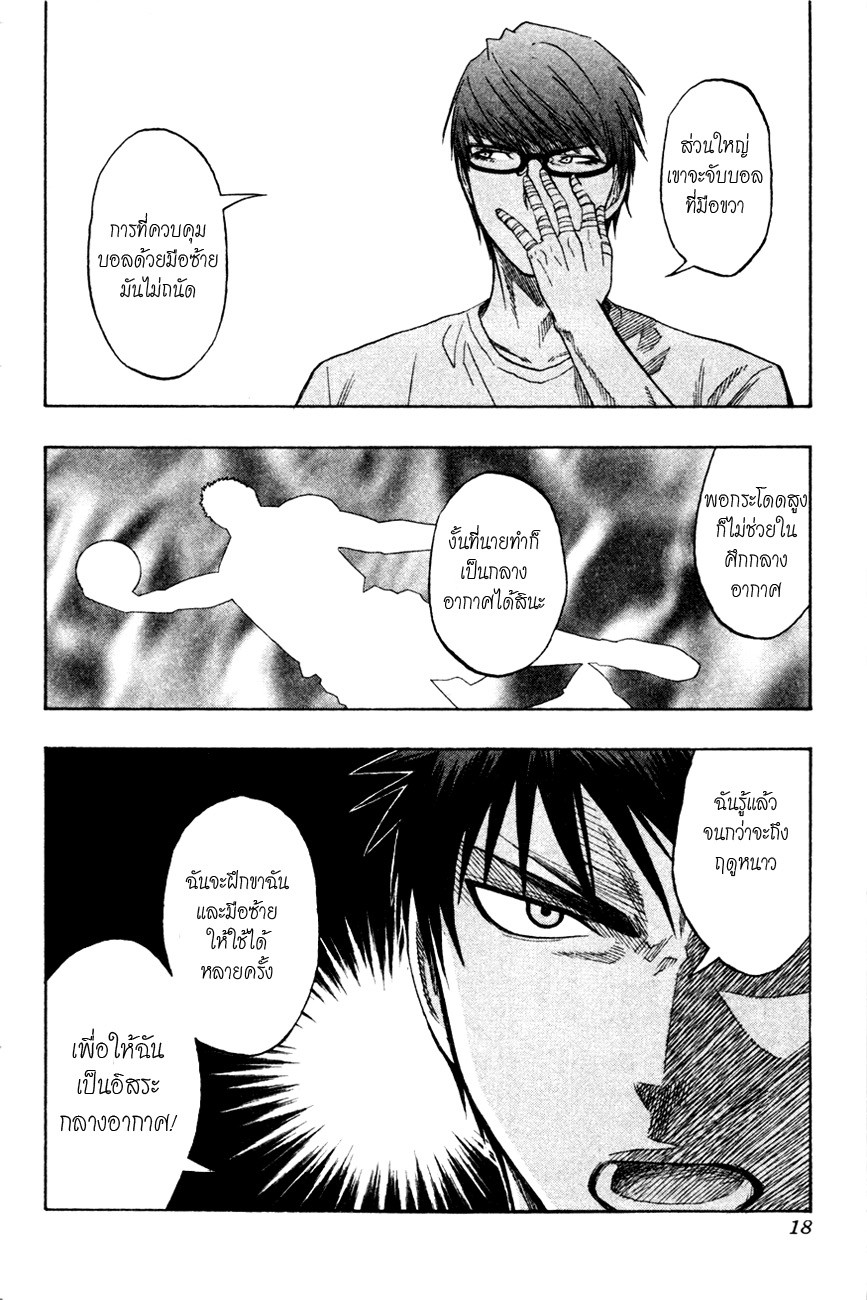 ส่วนใหญ่
เขาจะจับบอล
ที่มือขวา
การที่ควบคุม
บอลด้วยมือซ้าย
มันไม่ถนัด
พอกระโดดสูง
ก็ไม่ช่วยใน
ศึกกลาง
อากาศ
งั้นที่นายทำก็
เป็นกลาง
อากาศได้สินะ
ฉันรู้แล้ว
จนกว่าจะถึง
ฤดูหนาว
ฉันจะฝึกขาฉัน
และมือซ้าย
ให้ใช้ได้
หลายครั้ง
เพื่อให้ฉัน
เป็นอิสระ
กลางอากาศ!
18